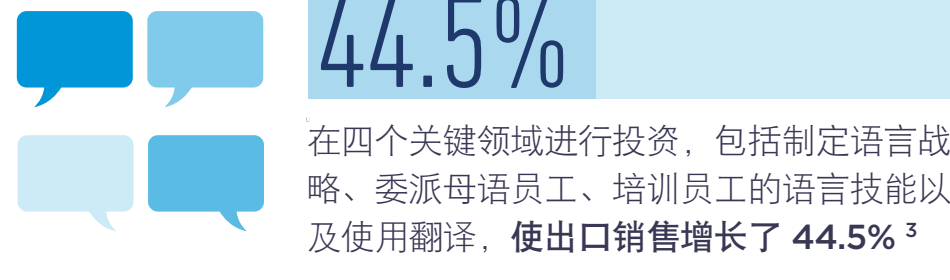 44.5%
在四个关键领域进行投资，包括制定语言战
略、委派母语员工、培训员工的语言技能以
及使用翻译，使出口销售增长了 44.5% ³